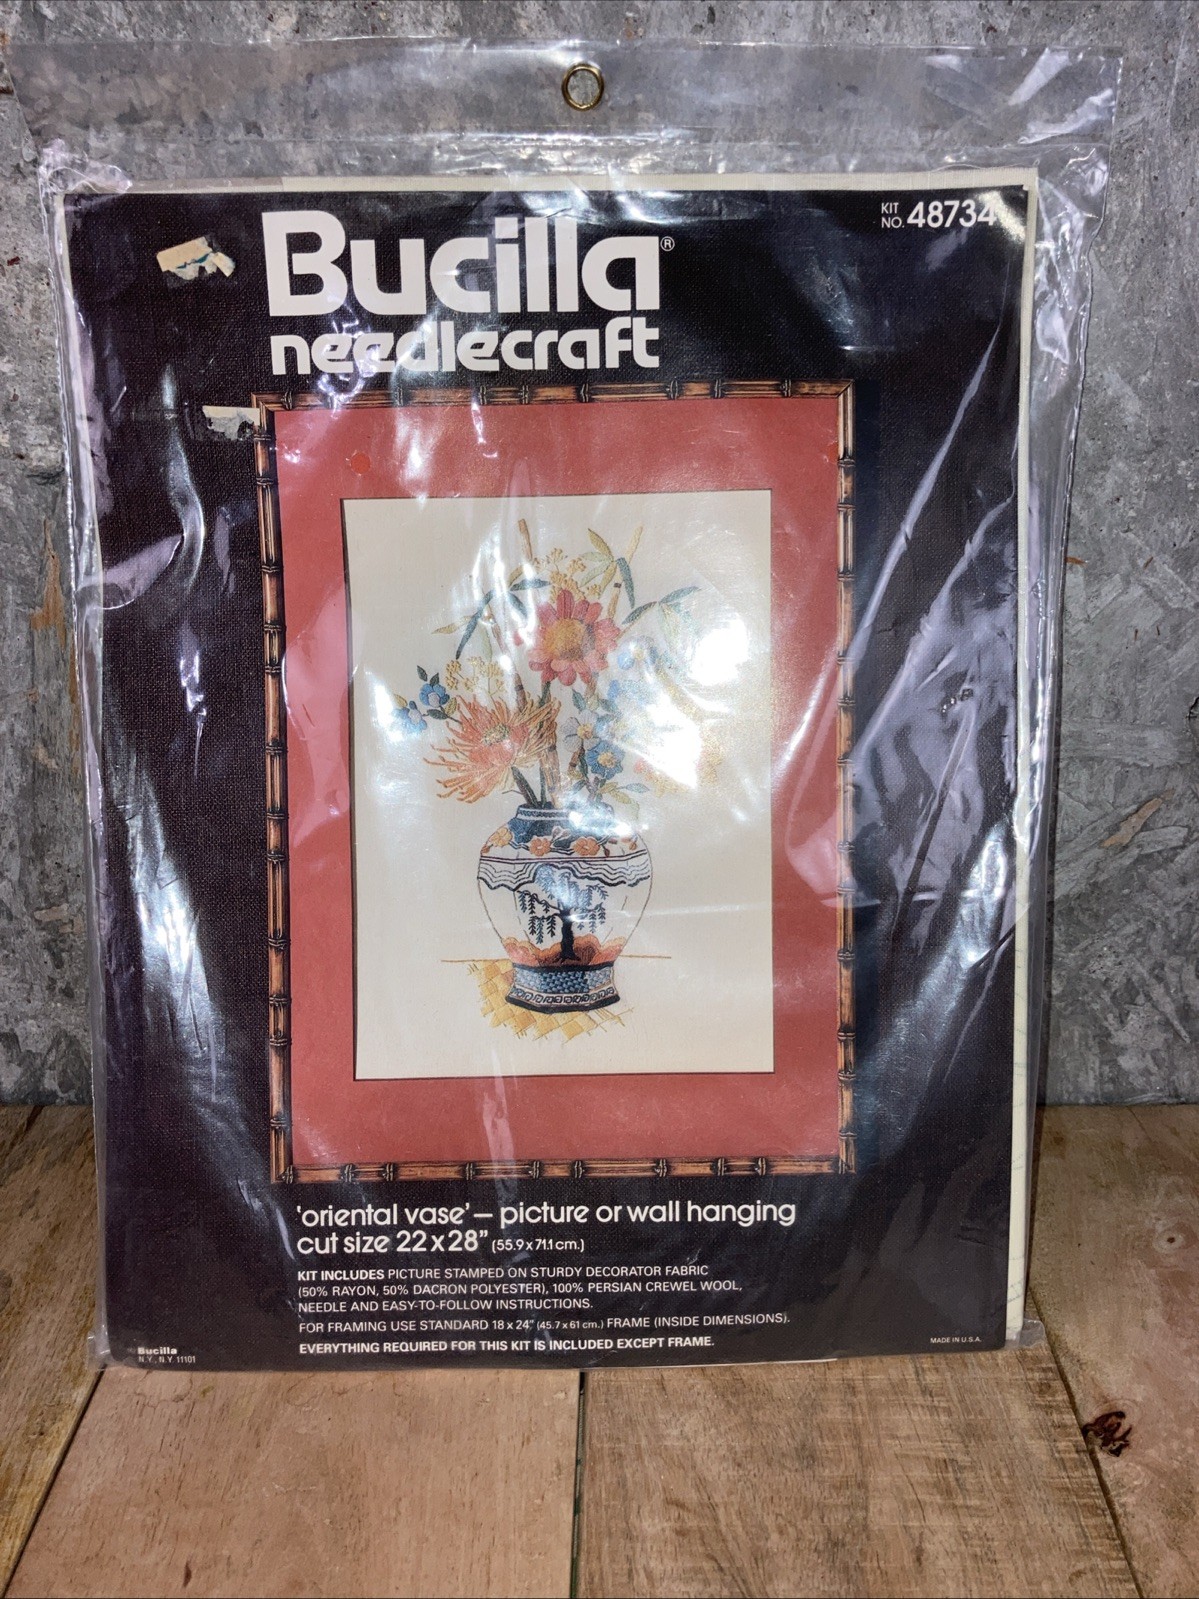 Bucilla®
needlecraft
KIT
NO. 48734
'oriental vase' — picture or wall hanging
cut size 22 x 28" (55.9 x 71.1 cm.)
KIT INCLUDES PICTURE STAMPED ON STURDY DECORATOR FABRIC
(50% RAYON, 50% DACRON POLYESTER), 100% PERSIAN CREWEL WOOL,
NEEDLE AND EASY-TO-FOLLOW INSTRUCTIONS.
FOR FRAMING USE STANDARD 18 x 24" (45.7 x 61 cm.) FRAME (INSIDE DIMENSIONS).
EVERYTHING REQUIRED FOR THIS KIT IS INCLUDED EXCEPT FRAME.
Bucilla
N.Y., N.Y. 11101
MADE IN U.S.A.